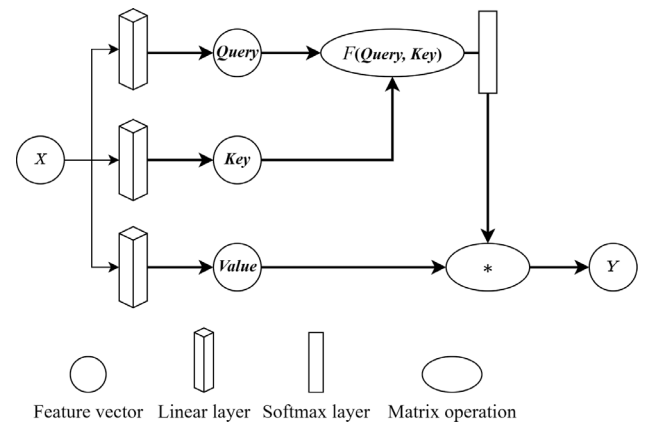 Query
F(Query, Key)
X
Key
Value
*
Y
Feature vector
Linear layer
Softmax layer
Matrix operation